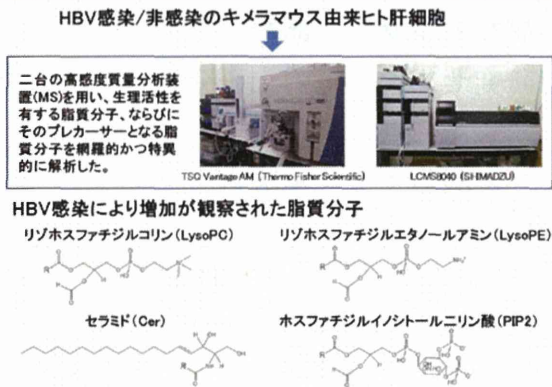 HBV感染/非感染のキメラマウス由来ヒト肝細胞
二台の高感度質量分析装
置(MS)を用い、生理活性を
有する脂質分子、ならびに
そのプレカーサーとなる脂
質分子を網羅的かつ特異
的に解析した。
TSQ Vantage AM (Thermo Fisher Scientific)
LCMS8040 (SHIMADZU)
HBV感染により増加が観察された脂質分子
リゾホスファチジルコリン(LysoPC)
リゾホスファチジルエタノールアミン(LysoPE)
セラミド(Cer)
ホスファチジルイノシトールニリン酸(PIP2)